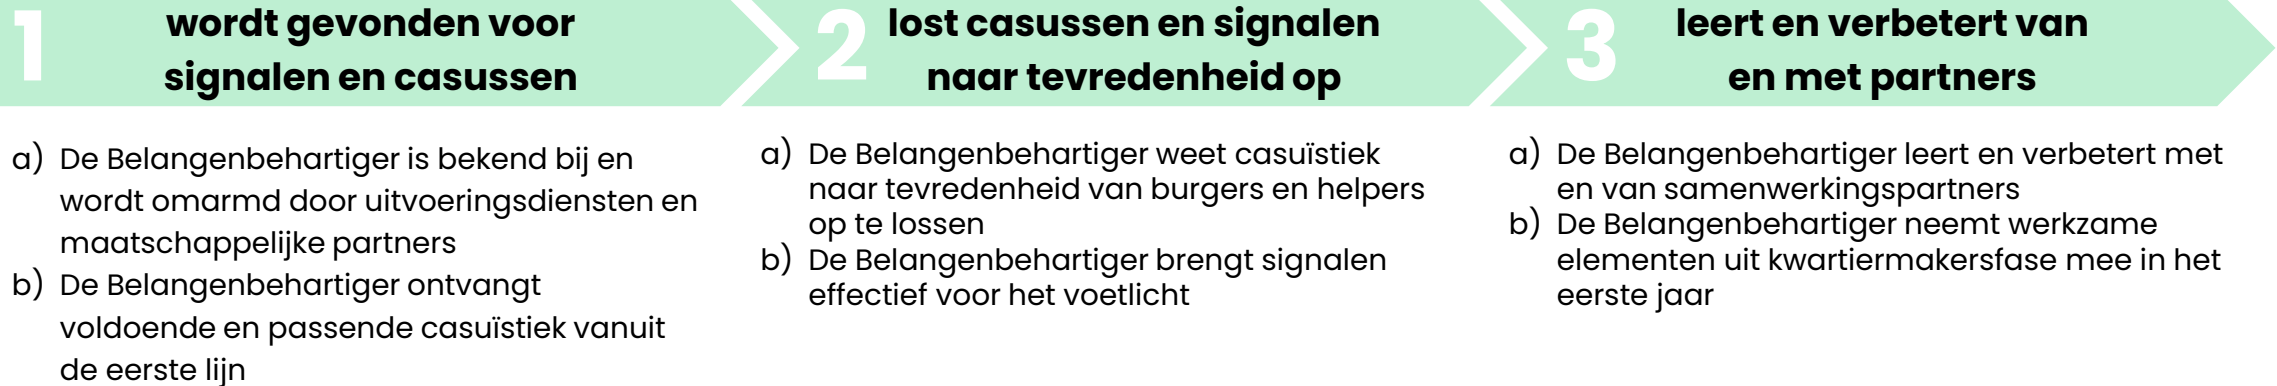 1
wordt gevonden voor
signalen en casussen
a) De Belangenbehartiger is bekend bij en
wordt omarmd door uitvoeringsdiensten en
maatschappelijke partners
b) De Belangenbehartiger ontvangt
voldoende en passende casuïstiek vanuit
de eerste lijn
2
lost casussen en signalen
naar tevredenheid op
a) De Belangenbehartiger weet casuïstiek
naar tevredenheid van burgers en helpers
op te lossen
b) De Belangenbehartiger brengt signalen
effectief voor het voetlicht
3
leert en verbetert van
en met partners
a) De Belangenbehartiger leert en verbetert met
en van samenwerkingspartners
b) De Belangenbehartiger neemt werkzame
elementen uit kwartiermakersfase mee in het
eerste jaar